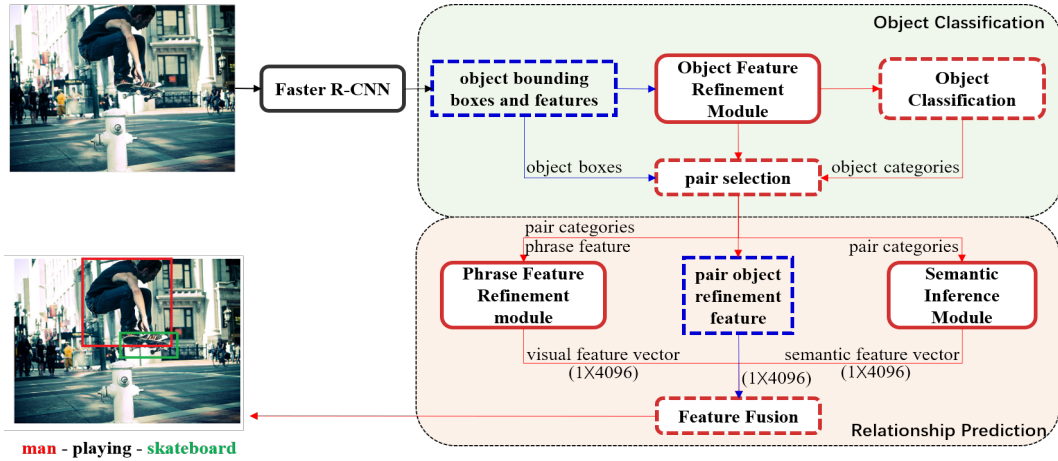 Object Classification
Faster R-CNN
object bounding
boxes and features
Object Feature
Refinement
Module
Object
Classification
object boxes
pair selection
object categories
pair categories
phrase feature
pair categories
Phrase Feature
Refinement
module
pair object
refinement
feature
Semantic
Inference
Module
visual feature vector
(1X4096)
(1X4096)
semantic feature vector
(1X4096)
Feature Fusion
Relationship Prediction
man - playing - skateboard